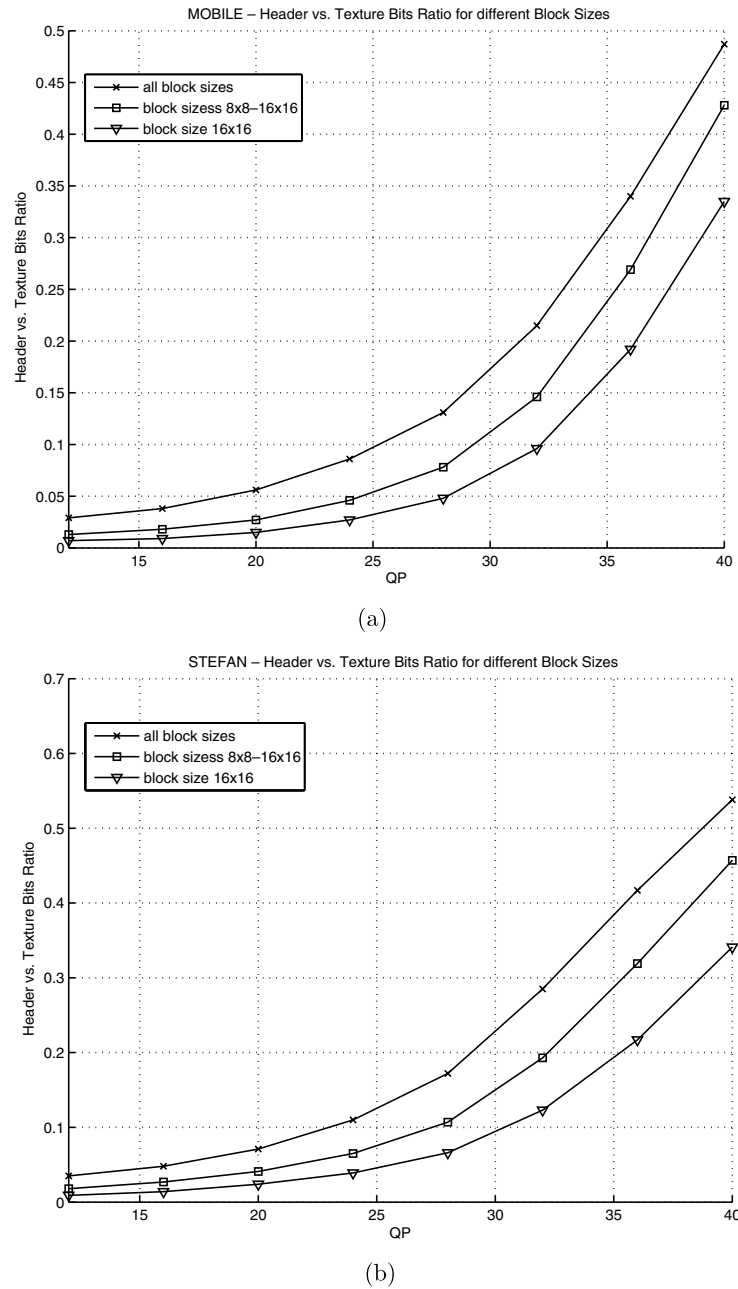 MOBILE – Header vs. Texture Bits Ratio for different Block Sizes
0.5
0.45
0.4
0.35
0.3
0.25
0.2
0.15
0.1
0.05
0
Header vs. Texture Bits Ratio
all block sizes
block sizess 8x8–16x16
block size 16x16
15 20 25 30 35 40
QP
(a)
STEFAN – Header vs. Texture Bits Ratio for different Block Sizes
0.7
0.6
0.5
0.4
0.3
0.2
0.1
0
Header vs. Texture Bits Ratio
all block sizes
block sizess 8x8–16x16
block size 16x16
15 20 25 30 35 40
QP
(b)